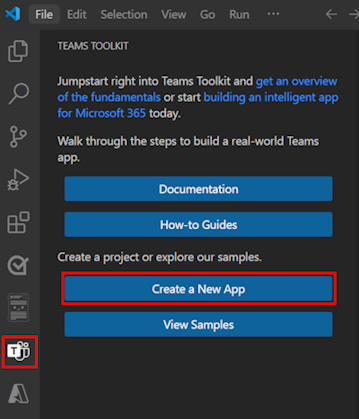 File Edit Selection View Go Run ...
TEAMS TOOLKIT
Jumpstart right into Teams Toolkit and get an overview
of the fundamentals or start building an intelligent app
for Microsoft 365 today.
Walk through the steps to build a real-world Teams
app.
Documentation
How-to Guides
Create a project or explore our samples.
Create a New App
View Samples
T